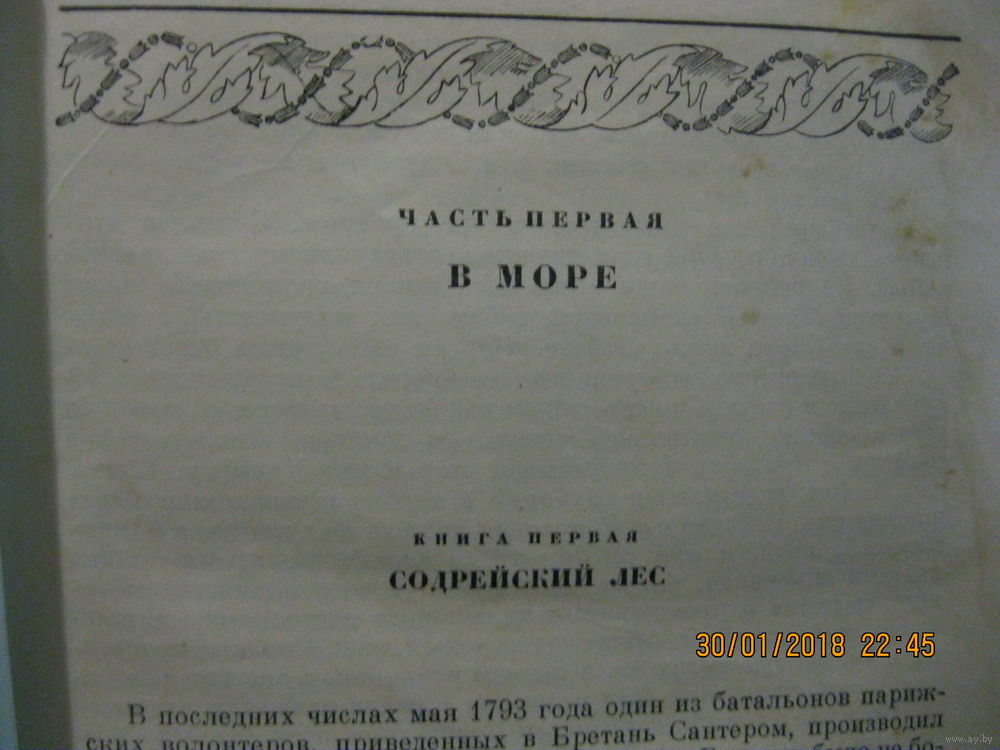 ЧАСТЬ ПЕРВАЯ
В МОРЕ
КНИГА ПЕРВАЯ
СОДРЕЙСКИЙ ЛЕС
30/01/2018 22:45
В последних числах мая 1793 года один из батальонов париж-
ских волонтеров, приведенных в Бретань Сантером, производил
www.ay.by